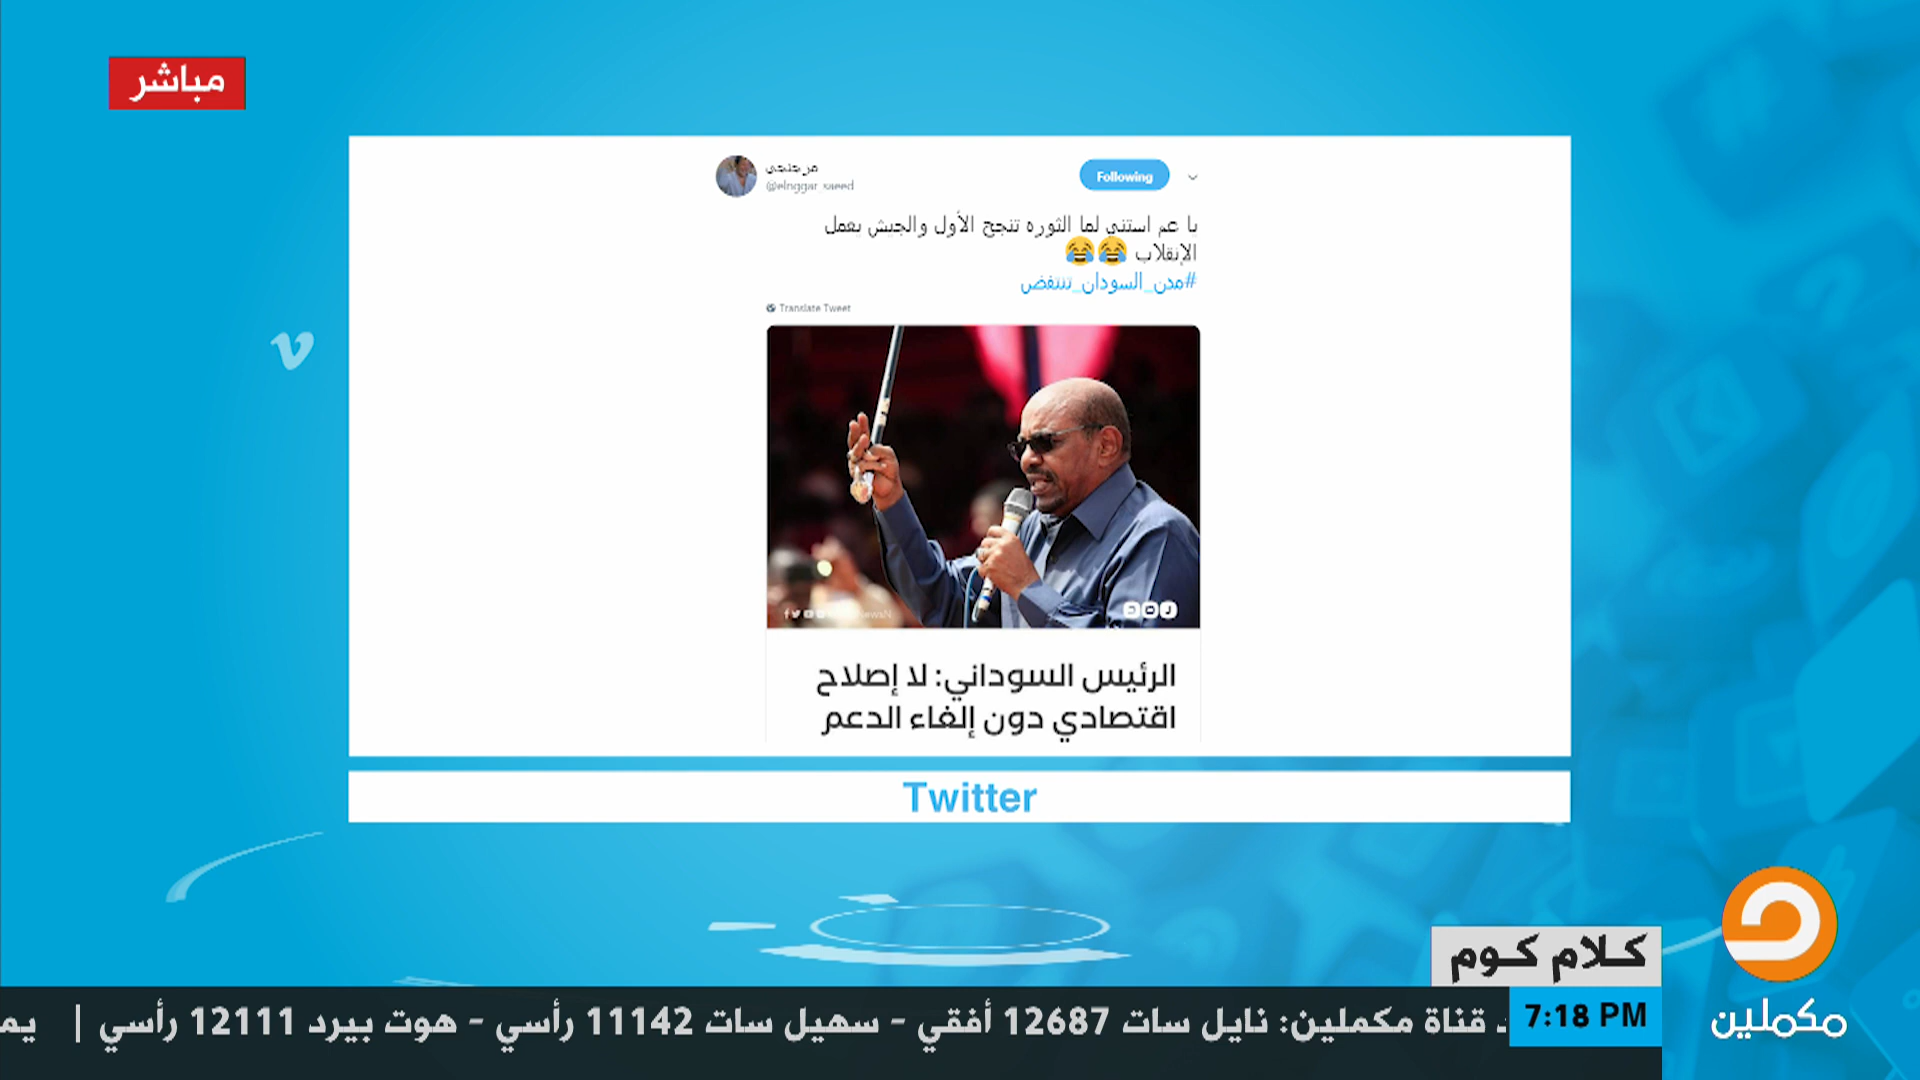 مباشر
@elnggar_saeed
Following
يا عم استني لما الثوره تنجح الأول والجيش يعمل
الإنقلاب 😂😂
#مدن_السودان_تنتفض
Translate Tweet
الرئيس السوداني: لا إصلاح
اقتصادي دون إلغاء الدعم
Twitter
كلام كوم
7:18 PM
قناة مكملين: نايل سات 12687 أفقي - سهيل سات 11142 رأسي - هوت بيرد 12111 رأسي |
مكملين